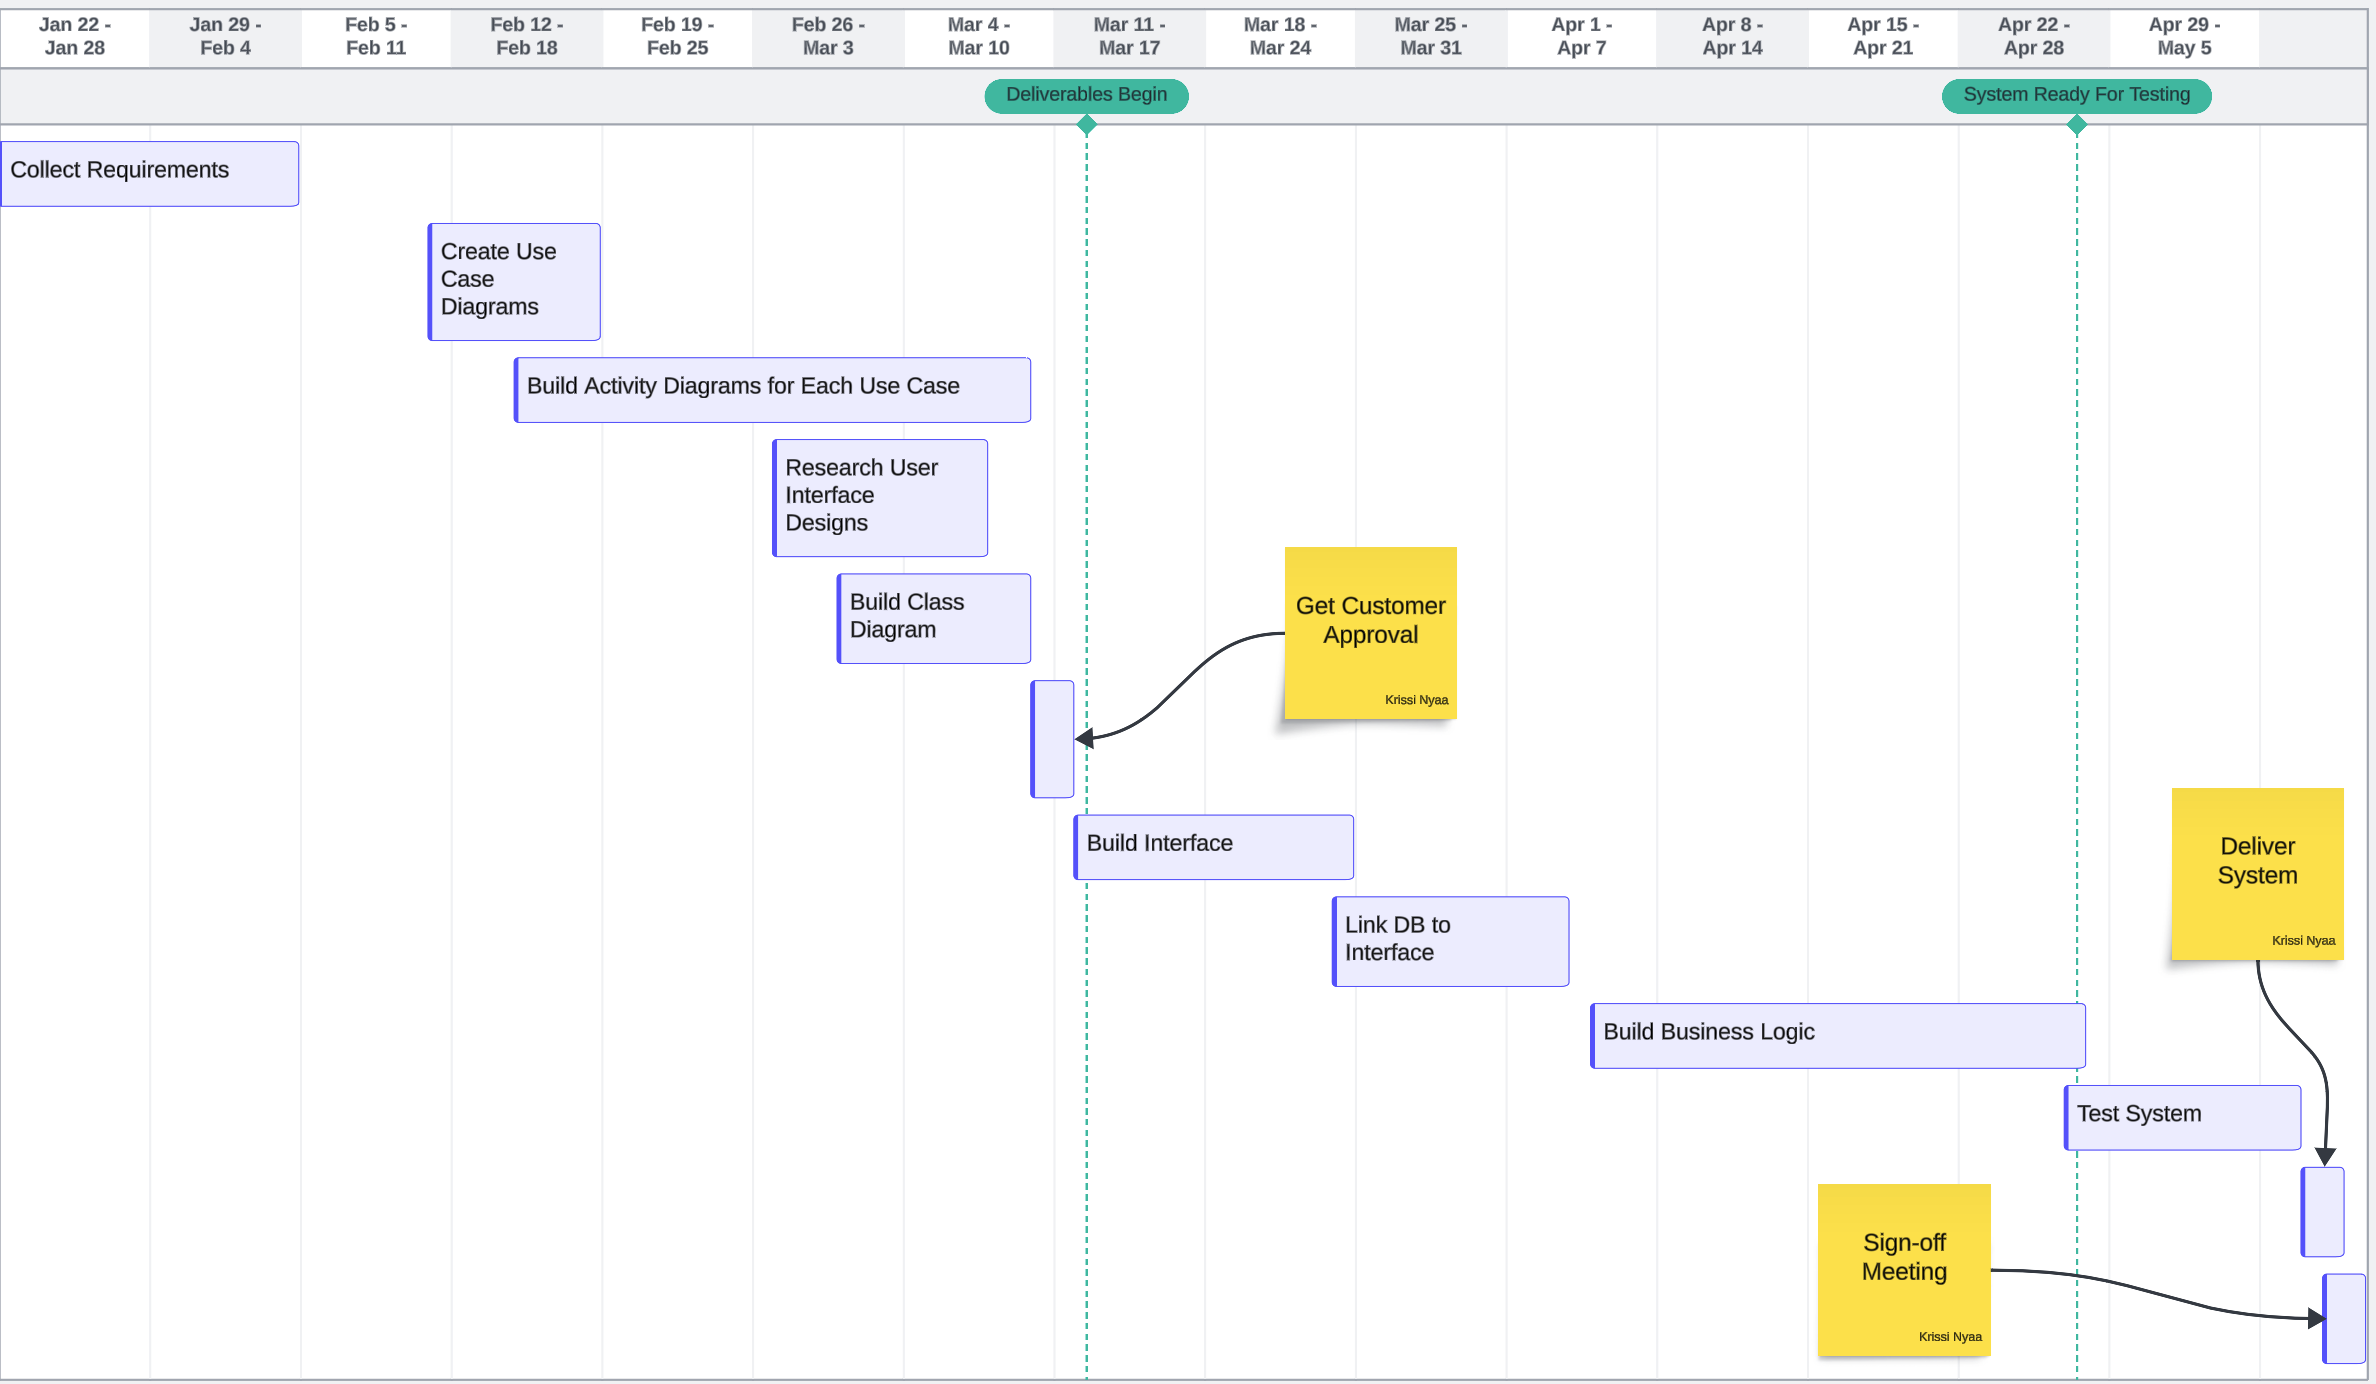 Jan 22 -
Jan 28
Jan 29 -
Feb 4
Feb 5 -
Feb 11
Feb 12 -
Feb 18
Feb 19 -
Feb 25
Feb 26 -
Mar 3
Mar 4 -
Mar 10
Mar 11 -
Mar 17
Mar 18 -
Mar 24
Mar 25 -
Mar 31
Apr 1 -
Apr 7
Apr 8 -
Apr 14
Apr 15 -
Apr 21
Apr 22 -
Apr 28
Apr 29 -
May 5
Deliverables Begin
System Ready For Testing
Collect Requirements
Create Use
Case
Diagrams
Build Activity Diagrams for Each Use Case
Research User
Interface
Designs
Build Class
Diagram
Get Customer
Approval
Krissi Nyaa
Build Interface
Deliver
System
Krissi Nyaa
Link DB to
Interface
Build Business Logic
Test System
Sign-off
Meeting
Krissi Nyaa